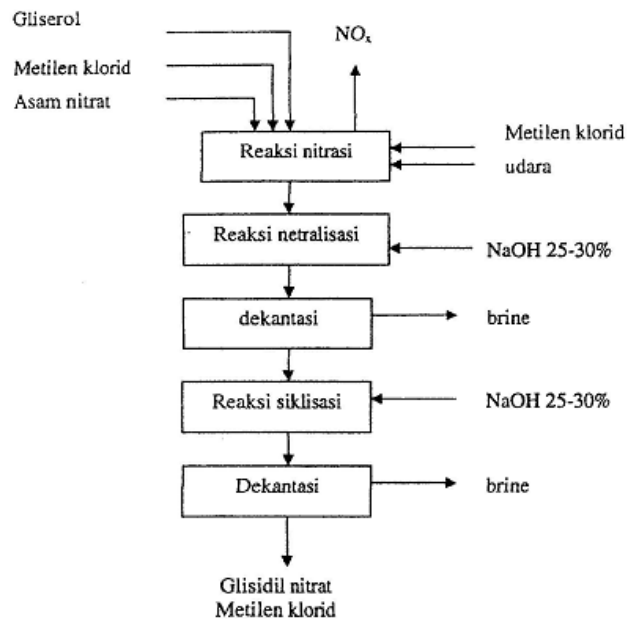 Gliserol
NOx
Metilen klorid
Asam nitrat
Reaksi nitrasi
Metilen klorid
udara
Reaksi netralisasi
NaOH 25-30%
dekantasi
brine
Reaksi siklisasi
NaOH 25-30%
Dekantasi
brine
Glisidil nitrat
Metilen klorid